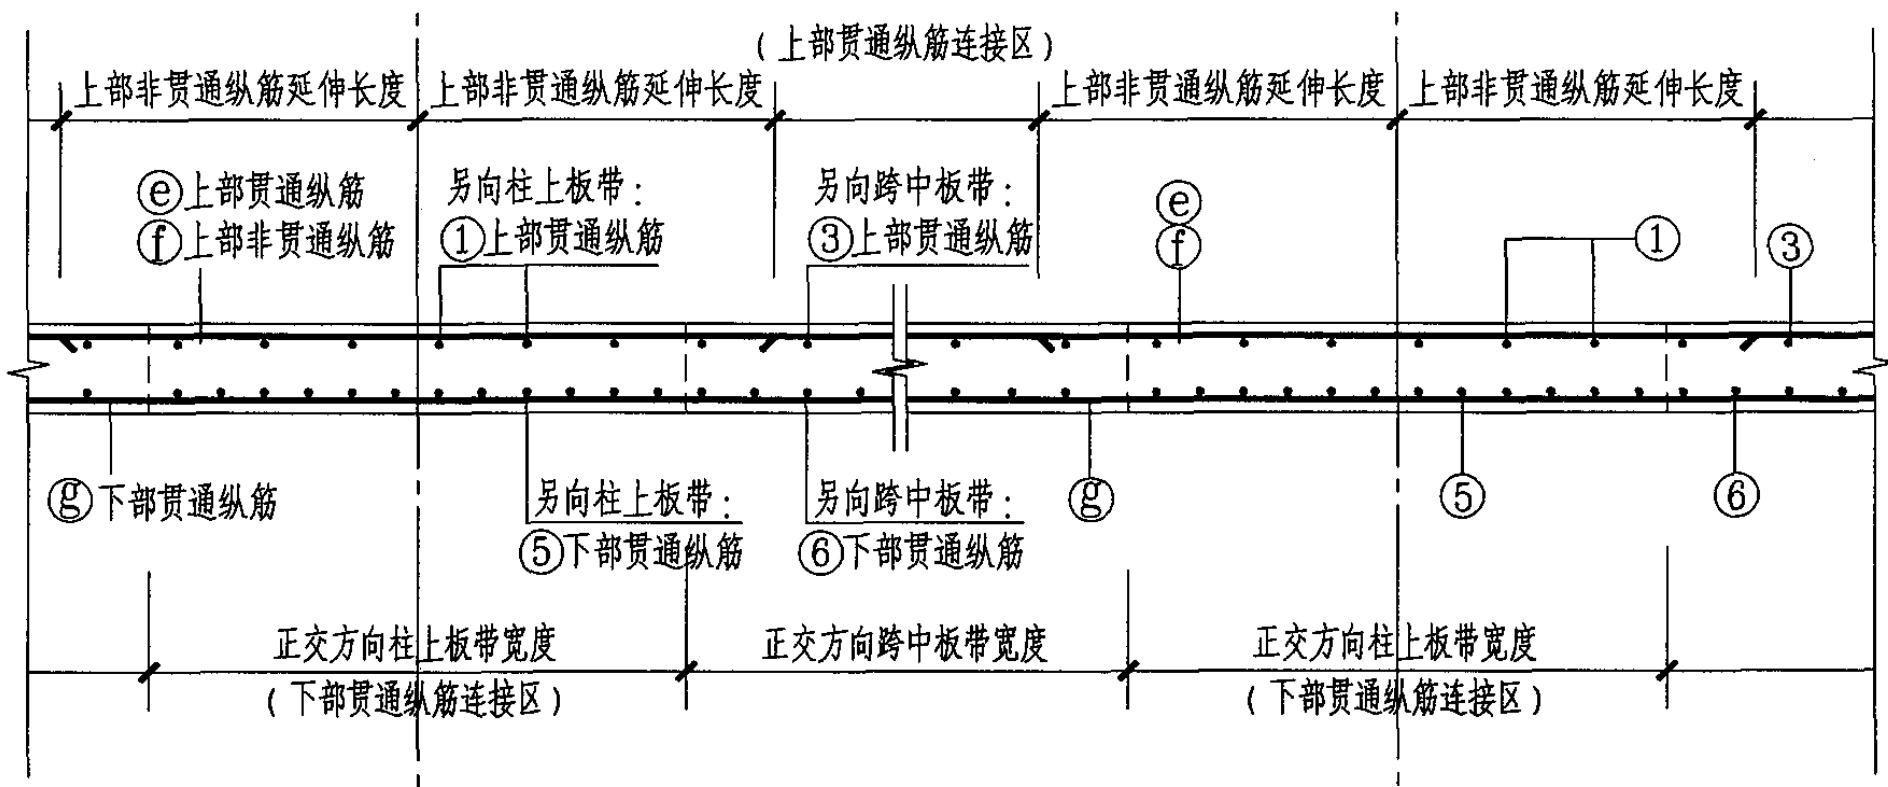 （上部贯通纵筋连接区）
上部非贯通纵筋延伸长度
上部非贯通纵筋延伸长度
上部非贯通纵筋延伸长度
上部非贯通纵筋延伸长度
ⓔ上部贯通纵筋
ⓕ上部非贯通纵筋
另向柱上板带：
①上部贯通纵筋
另向跨中板带：
③上部贯通纵筋
ⓔ
ⓕ
①
③
ⓖ下部贯通纵筋
另向柱上板带：
⑤下部贯通纵筋
另向跨中板带：
⑥下部贯通纵筋
ⓖ
⑤
⑥
正交方向柱上板带宽度
（下部贯通纵筋连接区）
正交方向跨中板带宽度
正交方向柱上板带宽度
（下部贯通纵筋连接区）